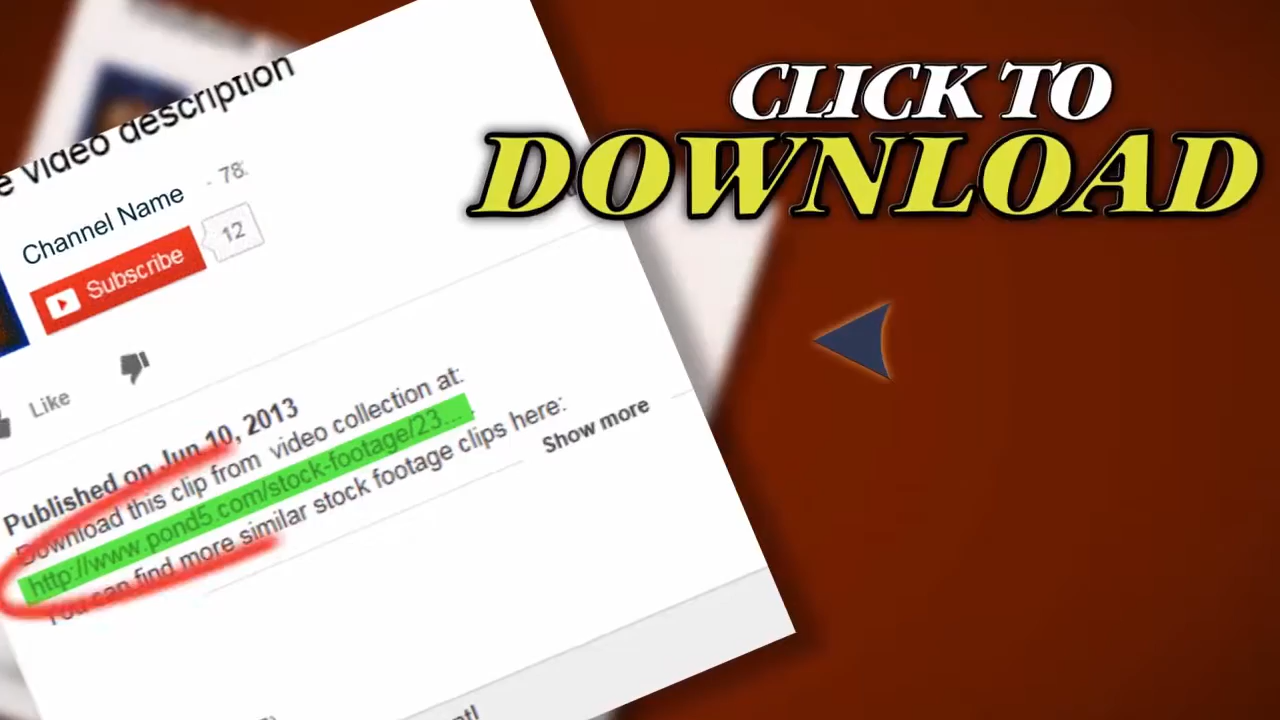 CLICK TO
DOWNLOAD
video description
Channel Name
Subscribe
12
Like
Published on Jun 10, 2013
Download this clip from video collection at:
http://www.pond5.com/stock-footage/23...
You can find more similar stock footage clips here:
Show more